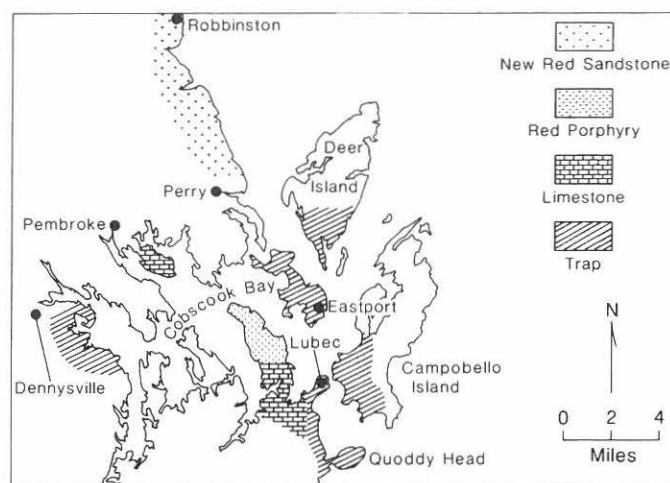 Robbinston
New Red Sandstone
Red Porphyry
Deer
Island
Limestone
Perry
Pembroke
Trap
Cobscook Bay
Eastport
N
Lubec
Dennysville
Campobello
Island
0 2 4
Miles
Quoddy Head